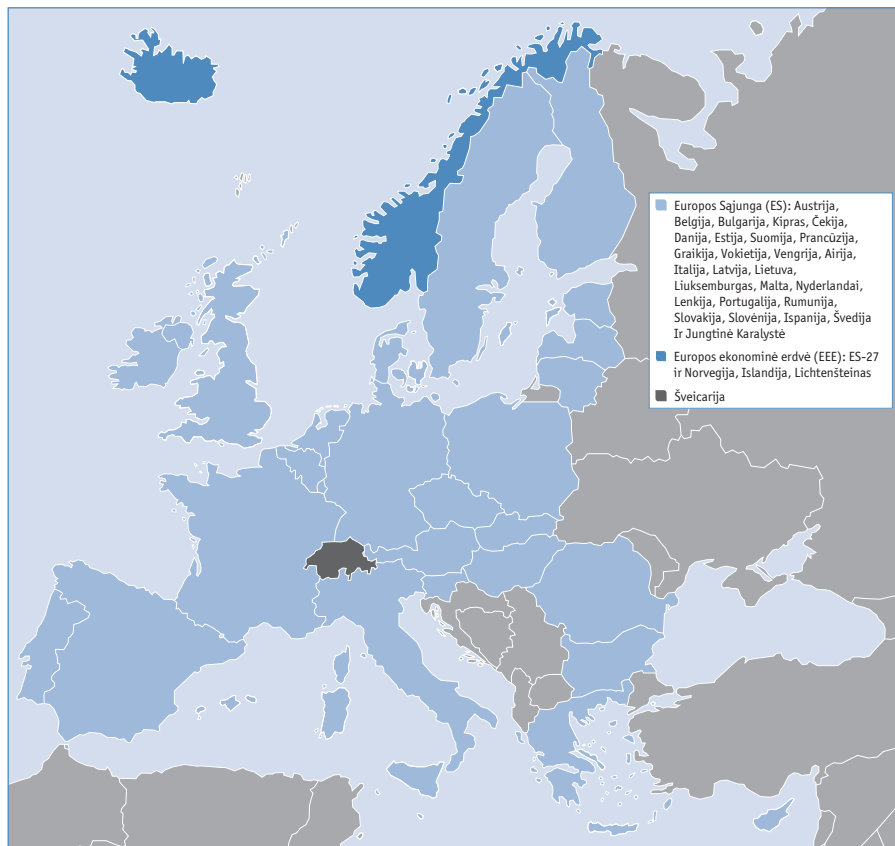 Europos Sąjunga (ES): Austrija,
Belgija, Bulgarija, Kipras, Čekija,
Danija, Estija, Suomija, Prancūzija,
Graikija, Vokietija, Vengrija, Airija,
Italija, Latvija, Lietuva,
Liuksemburgas, Malta, Nyderlandai,
Lenkija, Portugalija, Rumunija,
Slovakija, Slovėnija, Ispanija, Švedija
Ir Jungtinė Karalystė
Europos ekonominė erdvė (EEE): ES-27
ir Norvegija, Islandija, Lichtenšteinas
Šveicarija